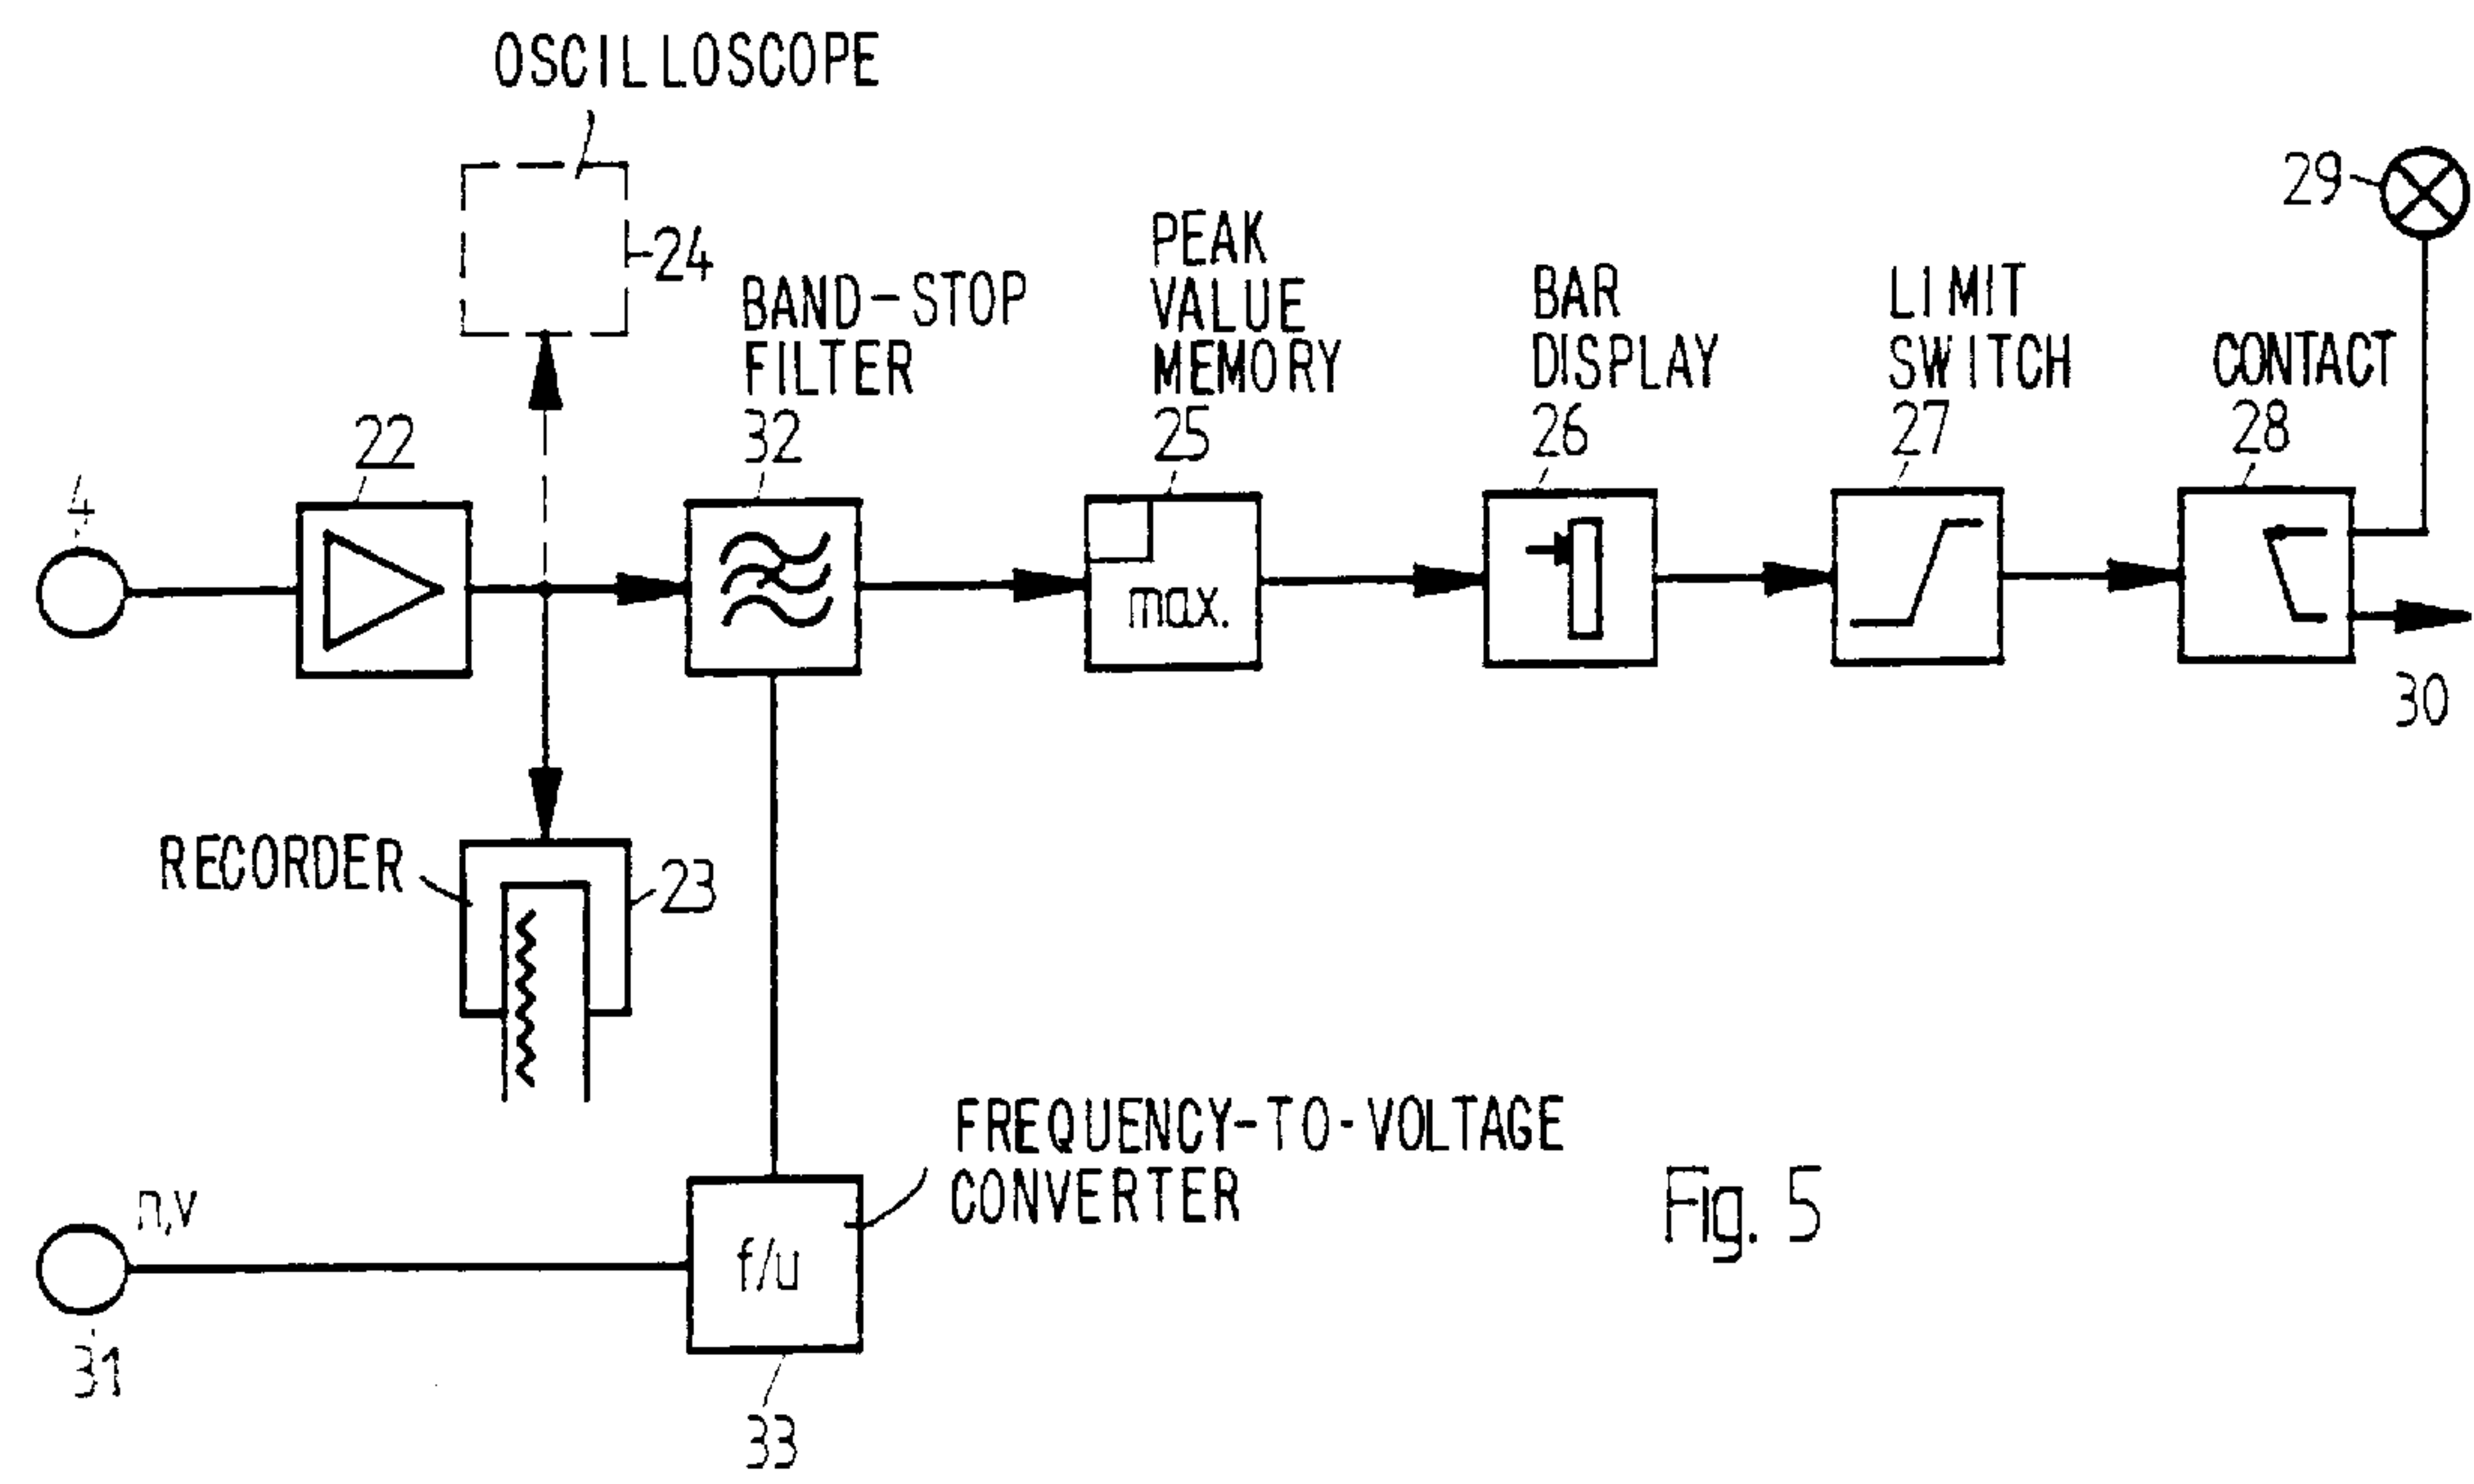 OSCILLOSCOPE
24
29
PEAK
VALUE
MEMORY
25
BAND-STOP
FILTER
32
BAR
DISPLAY
26
LIMIT
SWITCH
27
CONTACT
28
22
4
max.
30
RECORDER
23
FREQUENCY-TO-VOLTAGE
CONVERTER
n,v
f/u
Fig. 5
31
33